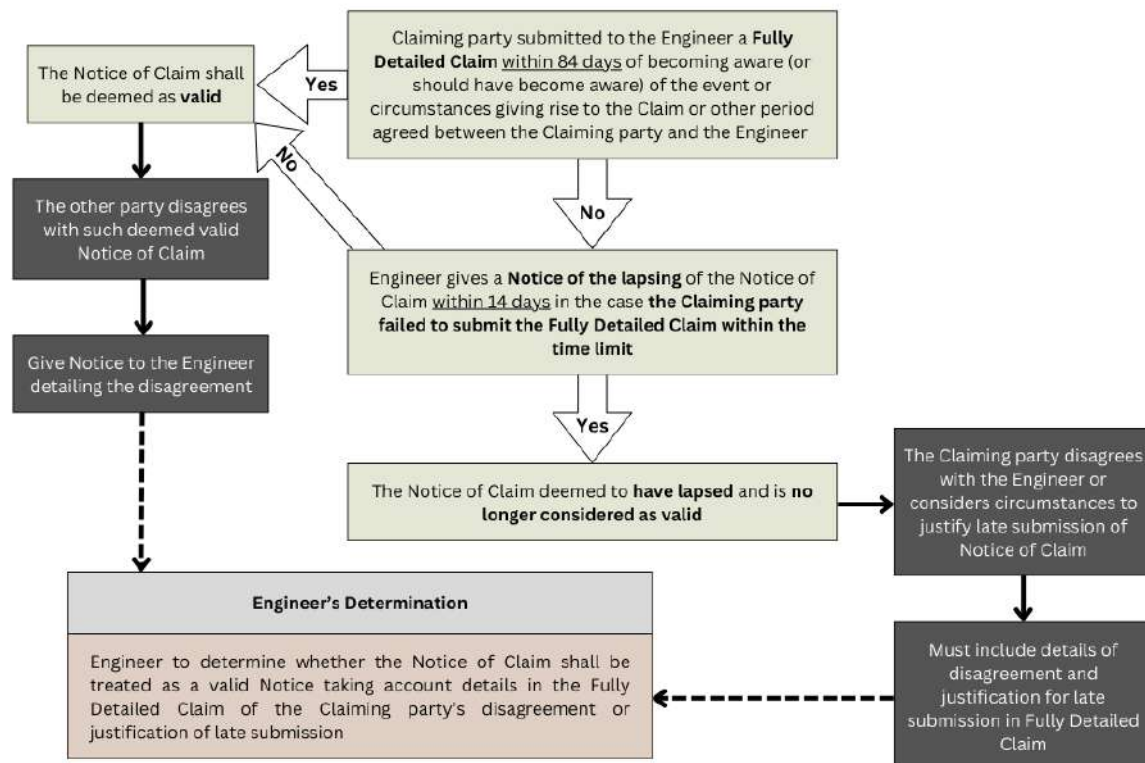 Claiming party submitted to the Engineer a Fully
Detailed Claim within 84 days of becoming aware (or
should have become aware) of the event or
circumstances giving rise to the Claim or other period
agreed between the Claiming party and the Engineer
Yes
The Notice of Claim shall
be deemed as valid
No
No
The other party disagrees
with such deemed valid
Notice of Claim
Engineer gives a Notice of the lapsing of the Notice of
Claim within 14 days in the case the Claiming party
failed to submit the Fully Detailed Claim within the
time limit
Give Notice to the Engineer
detailing the disagreement
Yes
The Notice of Claim deemed to have lapsed and is no
longer considered as valid
The Claiming party disagrees
with the Engineer or
considers circumstances to
justify late submission of
Notice of Claim
Must include details of
disagreement and
justification for late
submission in Fully Detailed
Claim
Engineer's Determination
Engineer to determine whether the Notice of Claim shall be
treated as a valid Notice taking account details in the Fully
Detailed Claim of the Claiming party's disagreement or
justification of late submission